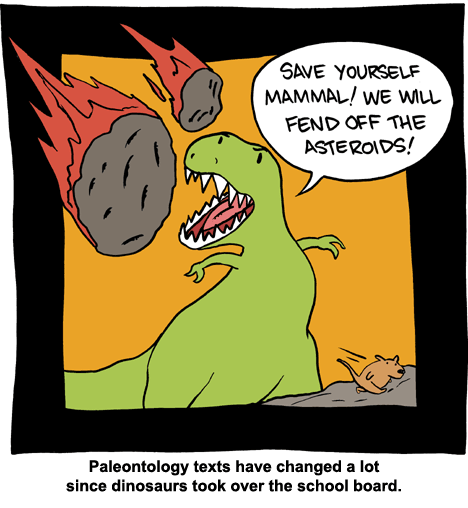 SAVE YOURSELF
MAMMAL! WE WILL
FEND OFF THE
ASTEROIDS!
Paleontology texts have changed a lot
since dinosaurs took over the school board.